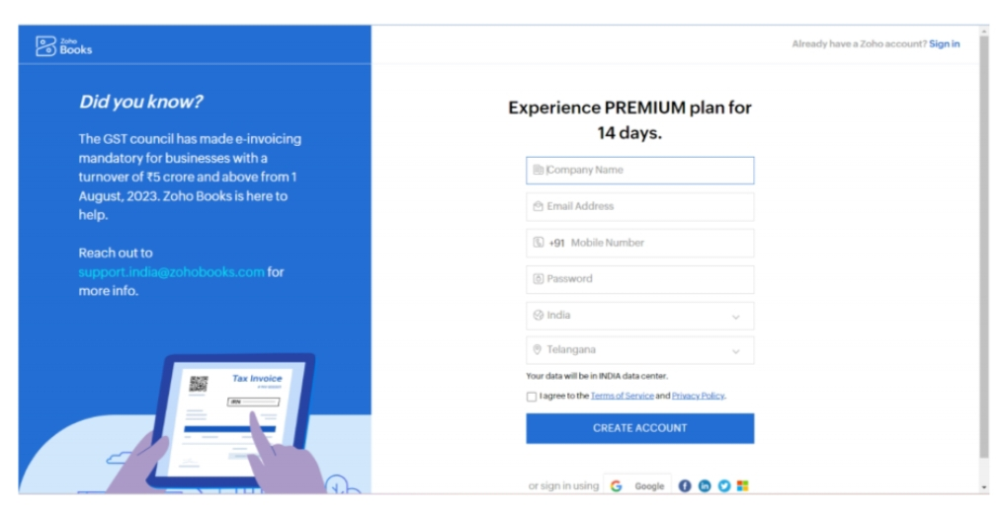 Zoho
Books
Already have a Zoho account? Sign in
Did you know?
The GST council has made e-invoicing
mandatory for businesses with a
turnover of ₹5 crore and above from 1
August, 2023. Zoho Books is here to
help.
Reach out to
support.india@zohobooks.com for
more info.
Tax Invoice
IRN
Experience PREMIUM plan for
14 days.
Company Name
Email Address
+91 Mobile Number
Password
India
Telangana
Your data will be in INDIA data center.
I agree to the Terms of Service and Privacy Policy.
CREATE ACCOUNT
or sign in using G Google f in